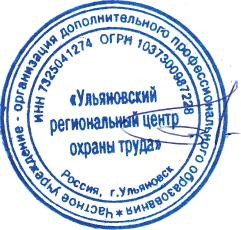 Частное учреждение - организация дополнительного профессионального образования *
ИНН 7325041274 ОГРН 1037300987228
«Ульяновский
региональный центр
охраны труда»
Россия, г.Ульяновск